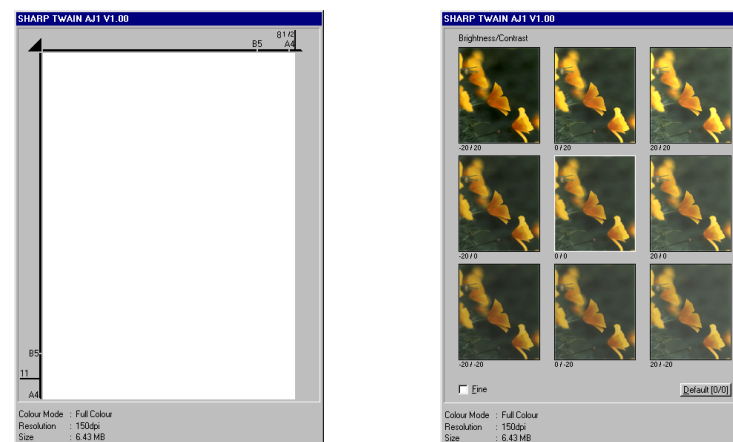 SHARP TWAIN AJ1 V1.00
8 1/2
B5 A4
B5
11
A4
Colour Mode : Full Colour
Resolution : 150dpi
Size : 6.43 MB
SHARP TWAIN AJ1 V1.00
Brightness/Contrast
-20 / 20 0 / 20 20 / 20
-20 / 0 0 / 0 20 / 0
-20 / -20 0 / -20 20 / -20
Fine Default [0/0]
Colour Mode : Full Colour
Resolution : 150dpi
Size : 6.43 MB